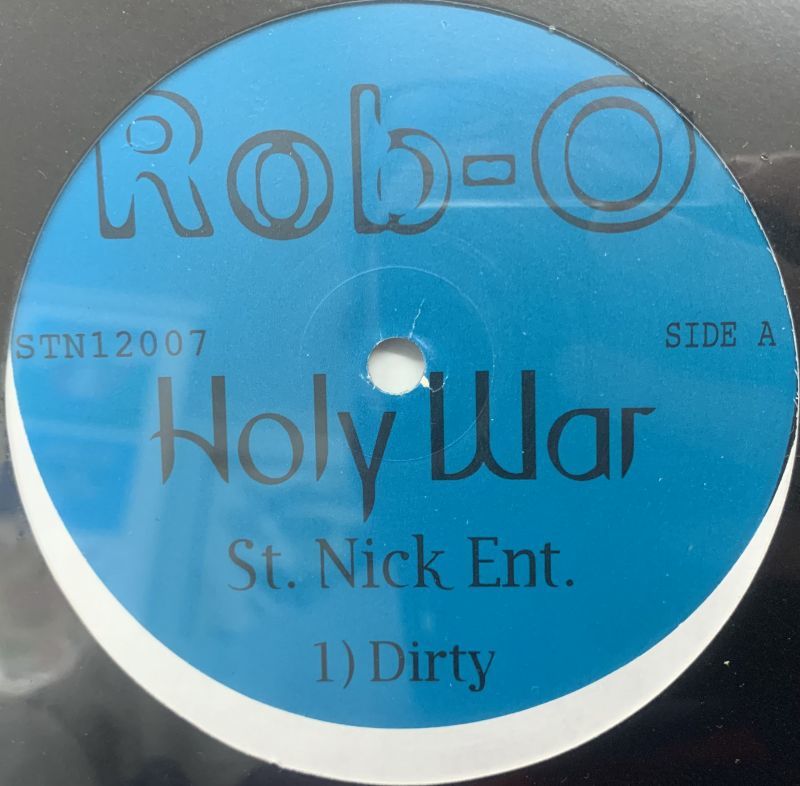 Rob-O
STN12007
SIDE A
Holy War
St. Nick Ent.
1) Dirty